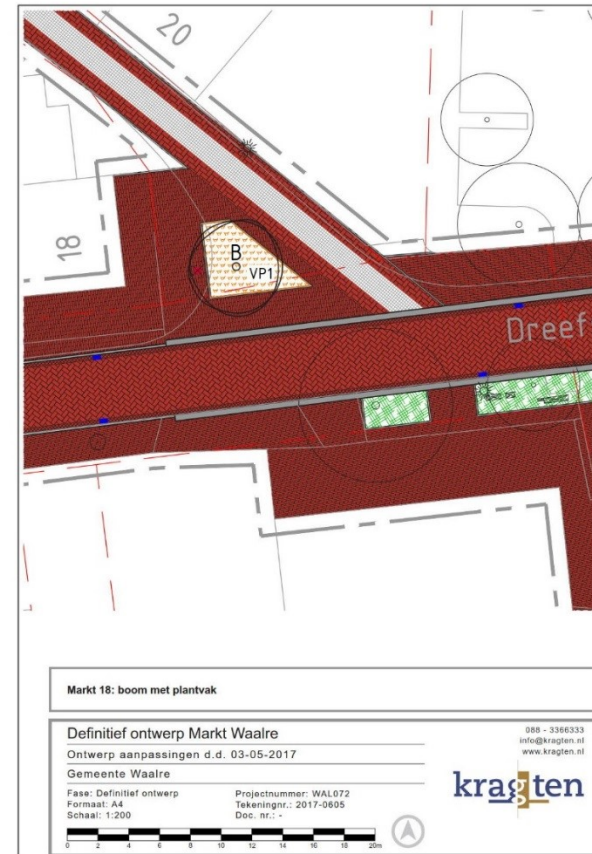 20
18
B
VP1
Dreef
Markt 18: boom met plantvak
Definitief ontwerp Markt Waalre
Ontwerp aanpassingen d.d. 03-05-2017
Gemeente Waalre
Fase: Definitief ontwerp
Formaat: A4
Schaal: 1:200
Projectnummer: WAL072
Tekeningnr.: 2017-0605
Doc. nr.: -
0 2 4 6 8 10 12 14 16 18 20m
088 - 3366333
info@kragten.nl
www.kragten.nl
kragten